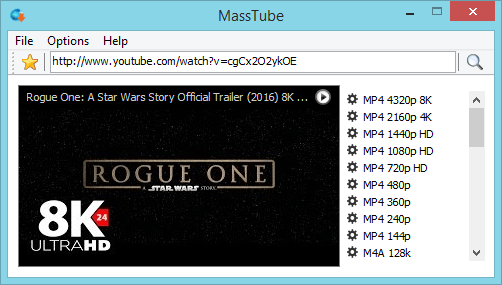 MassTube
File Options Help
http://www.youtube.com/watch?v=cgCx2O2ykOE
Rogue One: A Star Wars Story Official Trailer (2016) 8K ...
ROGUE ONE
A STAR WARS STORY
8K 24
ULTRAHD
MP4 4320p 8K
MP4 2160p 4K
MP4 1440p HD
MP4 1080p HD
MP4 720p HD
MP4 480p
MP4 360p
MP4 240p
MP4 144p
M4A 128k